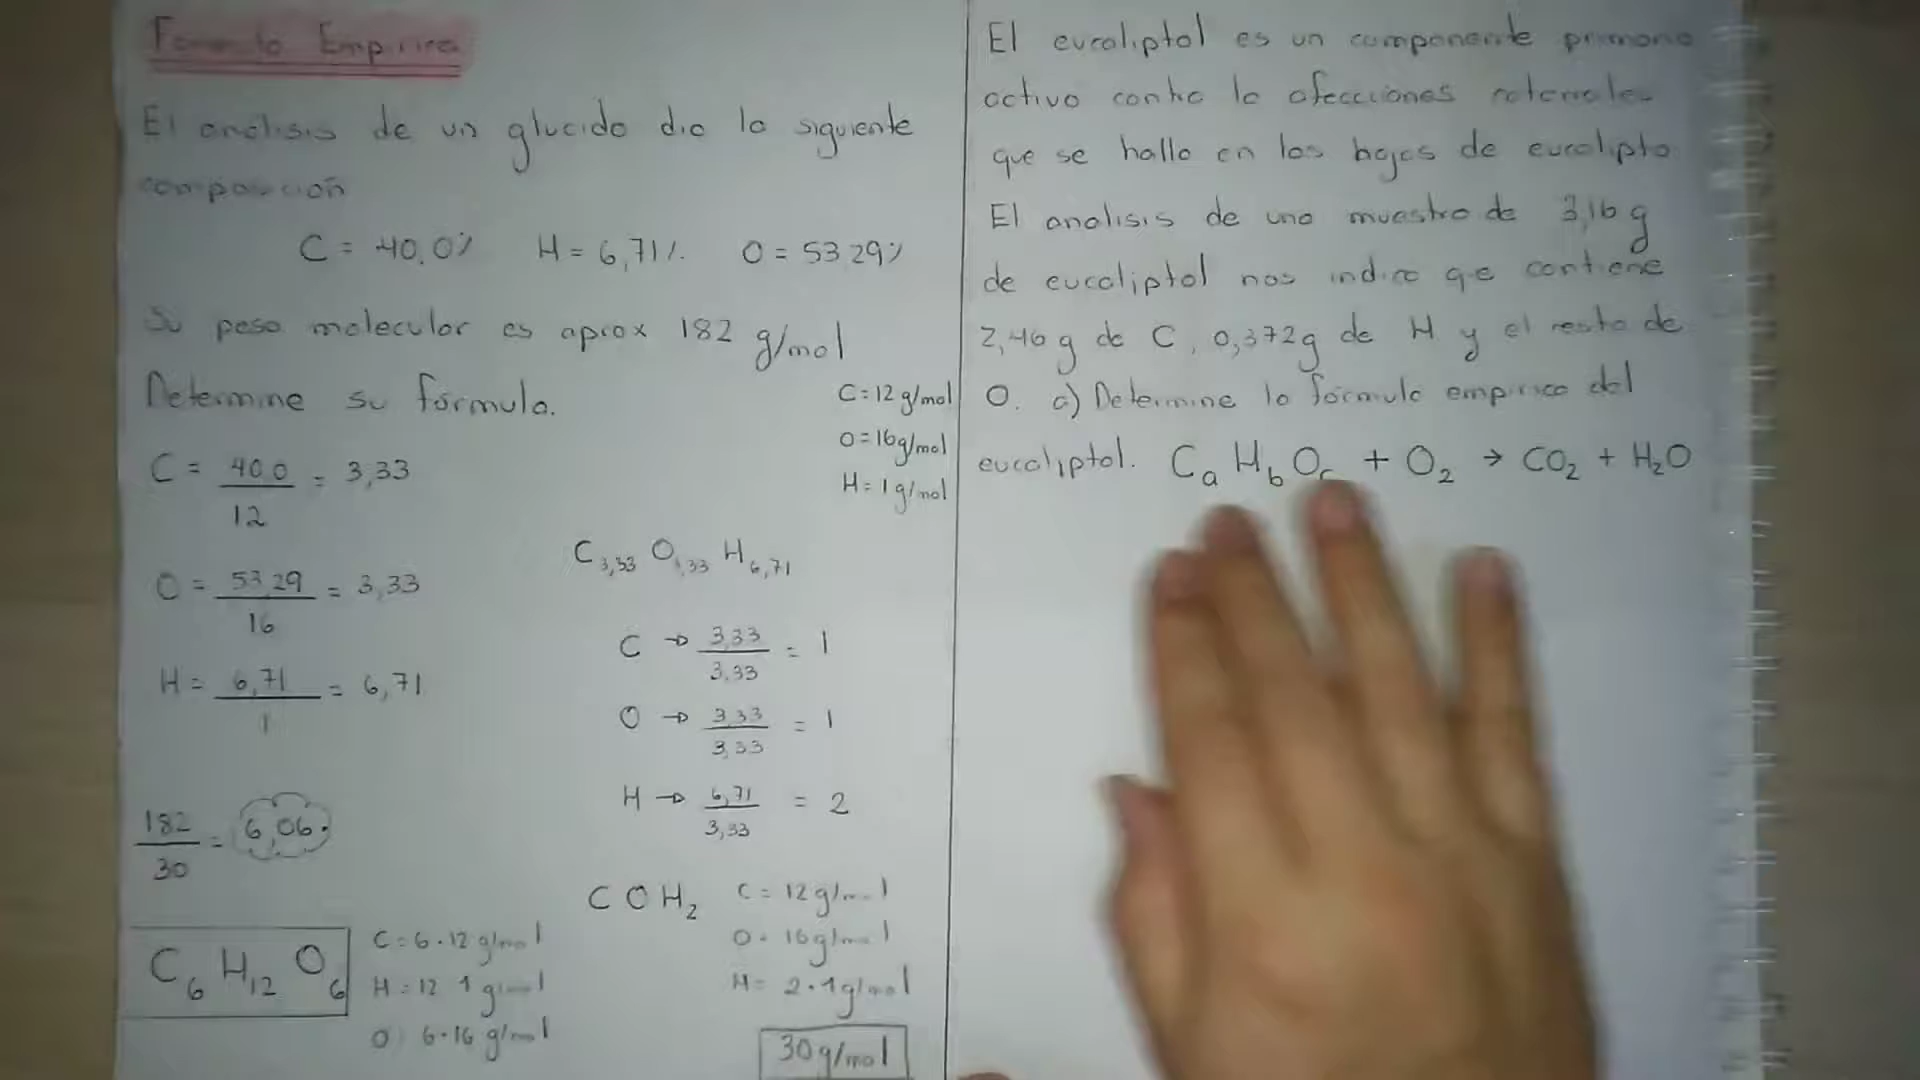 Formula Empirica
El análisis de un glucido dio la siguiente
composición
C = 40,0% H = 6,71% O = 53,29%
Su peso molecular es aprox 182 g/mol
Determine su fórmula.
C = 12 g/mol
O = 16 g/mol
H = 1 g/mol
C = 40,0 / 12 = 3,33
O = 53,29 / 16 = 3,33
H = 6,71 / 1 = 6,71
C3,33 O3,33 H6,71
C → 3,33 / 3,33 = 1
O → 3,33 / 3,33 = 1
H → 6,71 / 3,33 = 2
182 / 30 = 6,06.
C O H2
C = 12 g/mol
O = 16 g/mol
H = 2·1 g/mol
30 g/mol
C6 H12 O6
C = 6·12 g/mol
H = 12 1 g/mol
O 6·16 g/mol
El eucaliptol es un componente primario
activo contra la afecciones
que se halla en las hojas de eucalipto
El analisis de una muestra de 3,16 g
de eucaliptol nos indica que contiene
2,46 g de C, 0,372 g de H y el resto de
O. a) Determine la fórmula empirica del
eucaliptol. Ca Hb Oc + O2 → CO2 + H2O